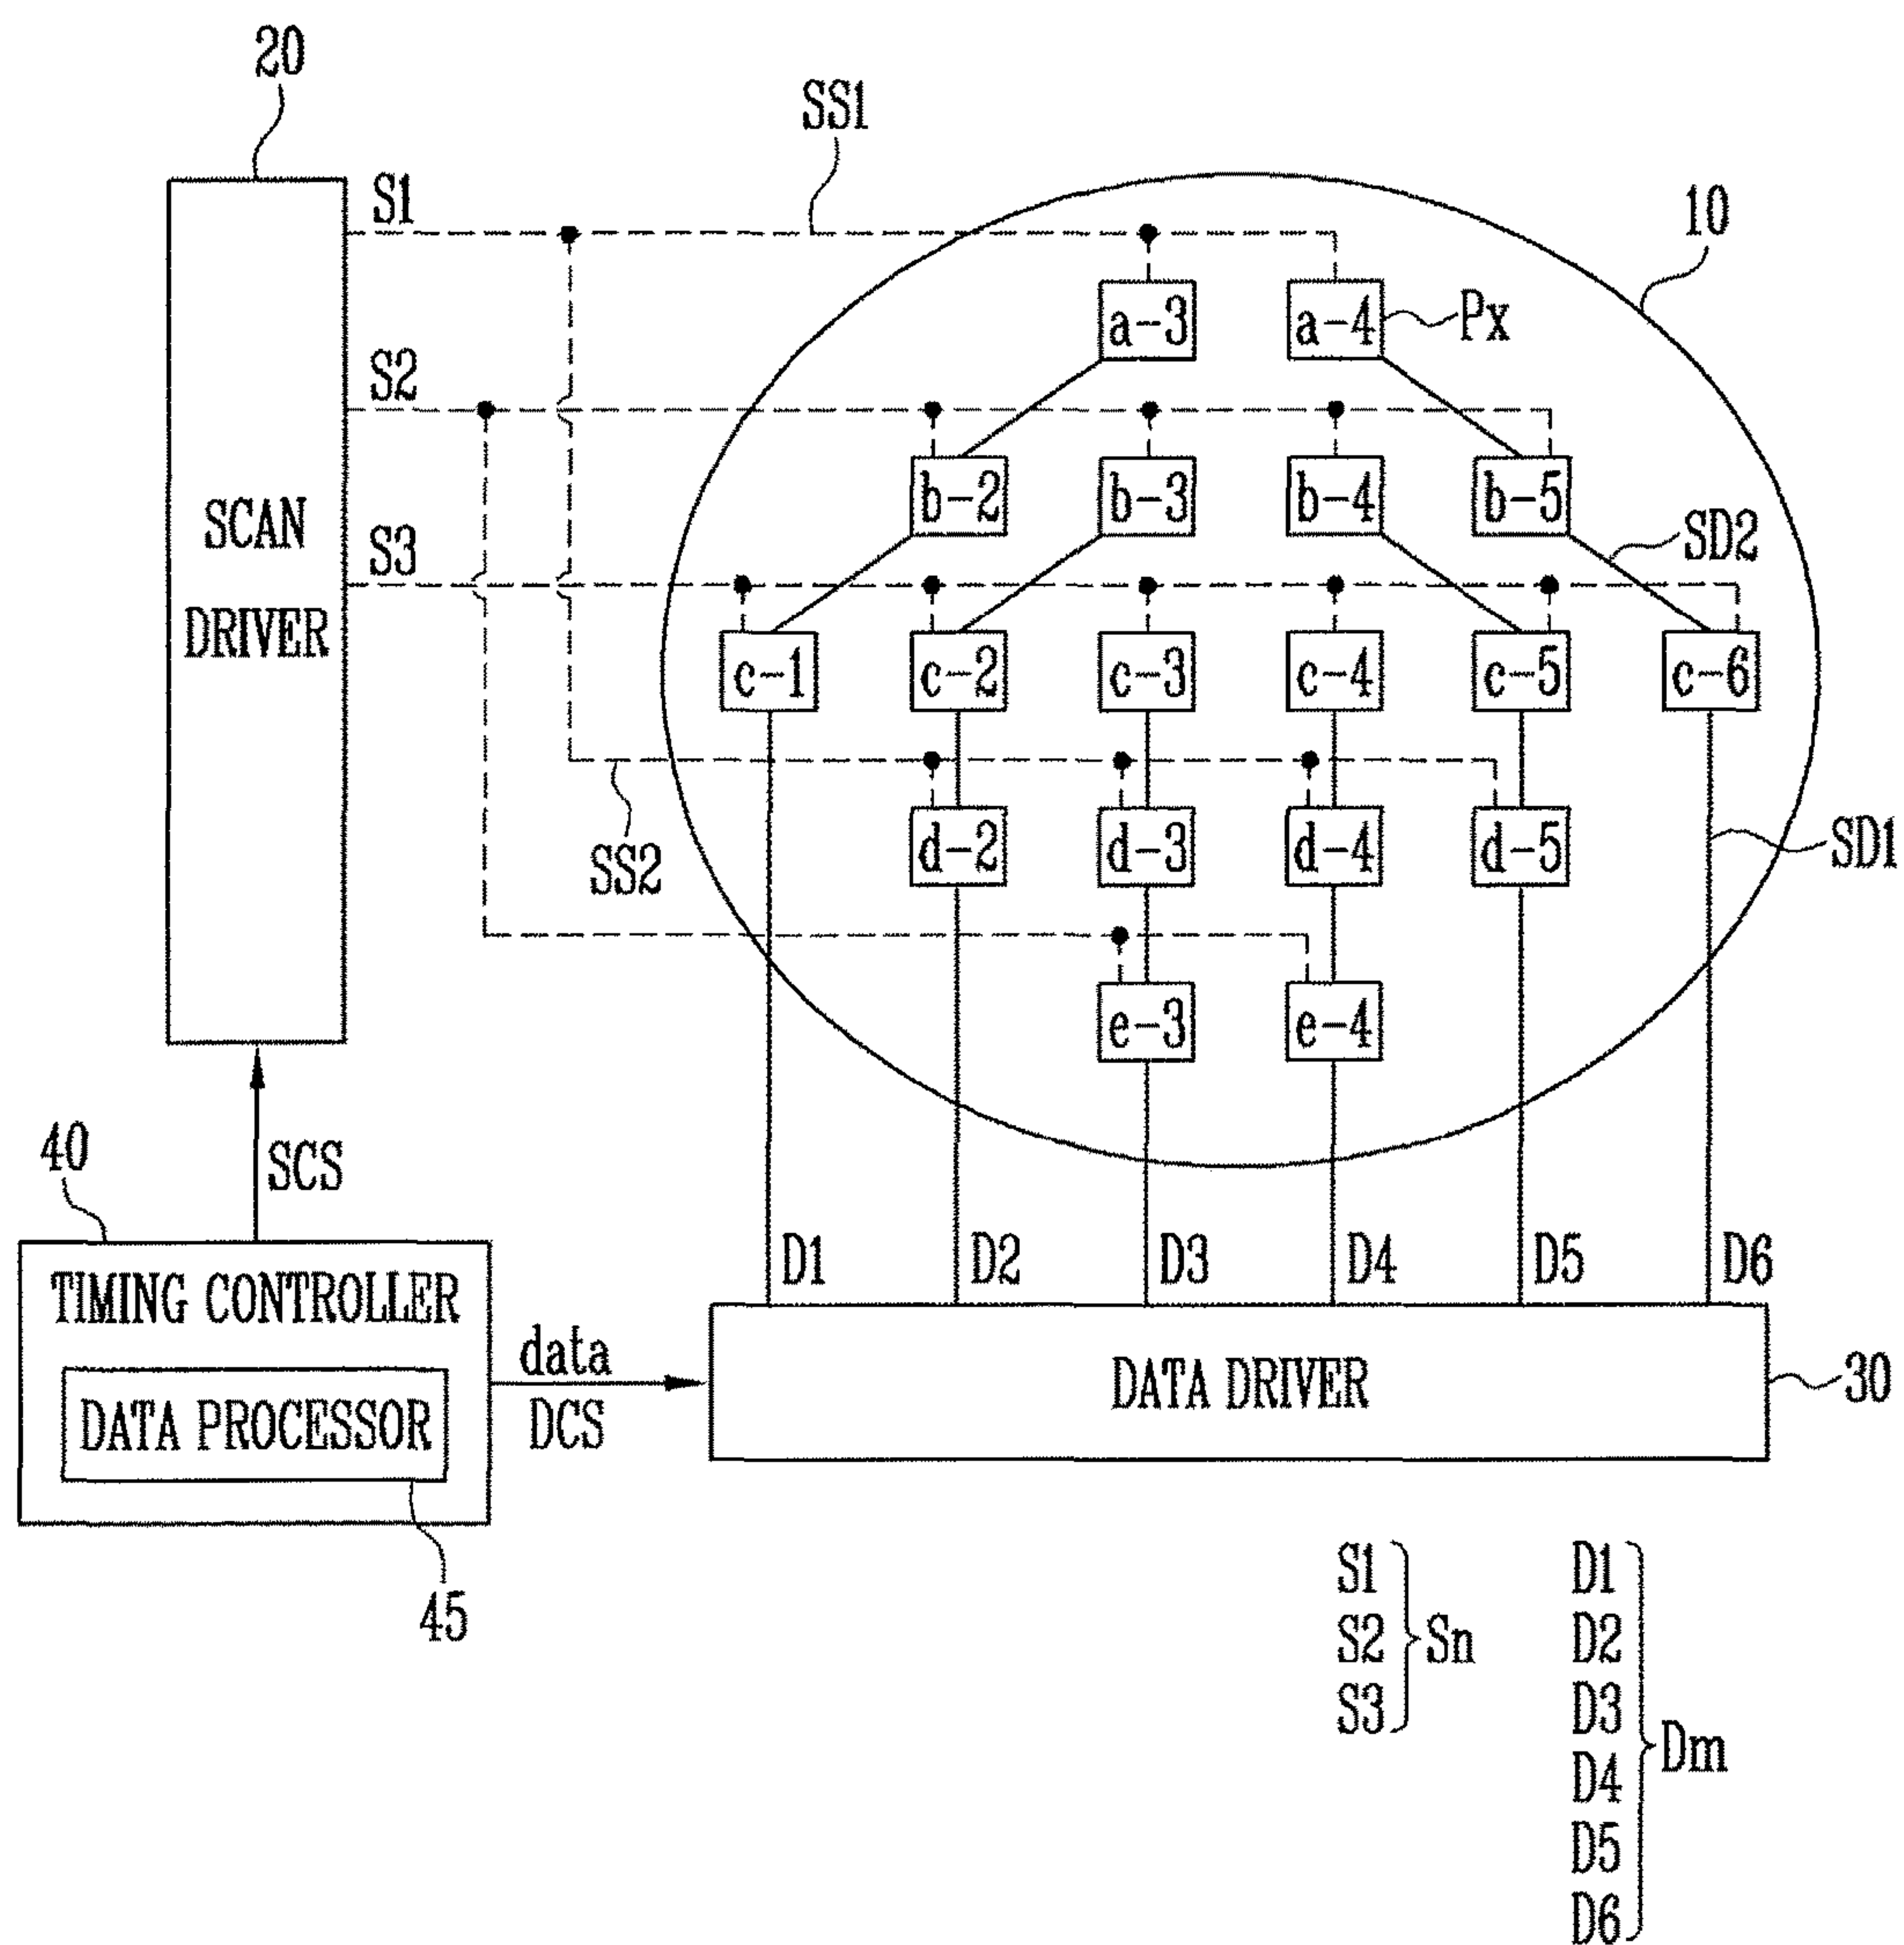 20
SS1
S1
10
a-3
a-4
Px
S2
b-2
b-3
b-4
b-5
SD2
SCAN
DRIVER
S3
c-1
c-2
c-3
c-4
c-5
c-6
SS2
d-2
d-3
d-4
d-5
SD1
e-3
e-4
40
SCS
D1
D2
D3
D4
D5
D6
TIMING CONTROLLER
DATA PROCESSOR
data
DCS
DATA DRIVER
30
45
S1
S2
S3
Sn
D1
D2
D3
D4
D5
D6
Dm